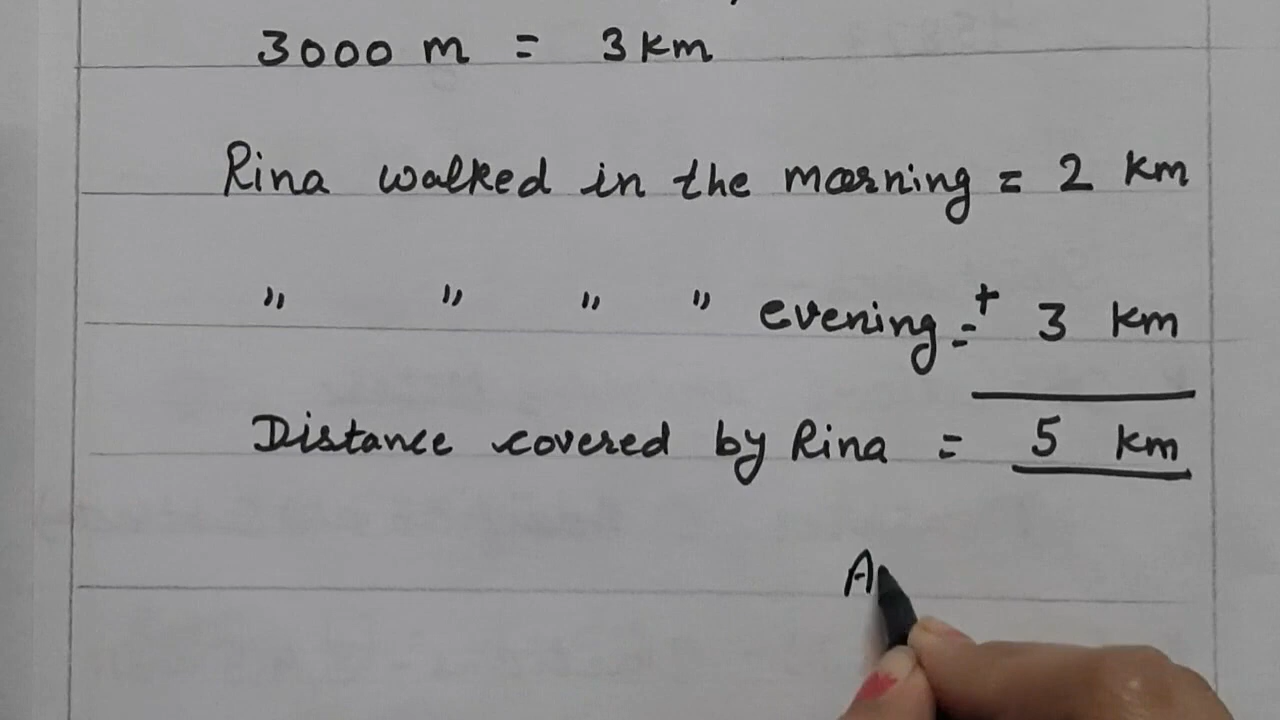 3000 m = 3 km
Rina walked in the morning = 2 km
" " " " evening = + 3 km
Distance covered by Rina = 5 km
A